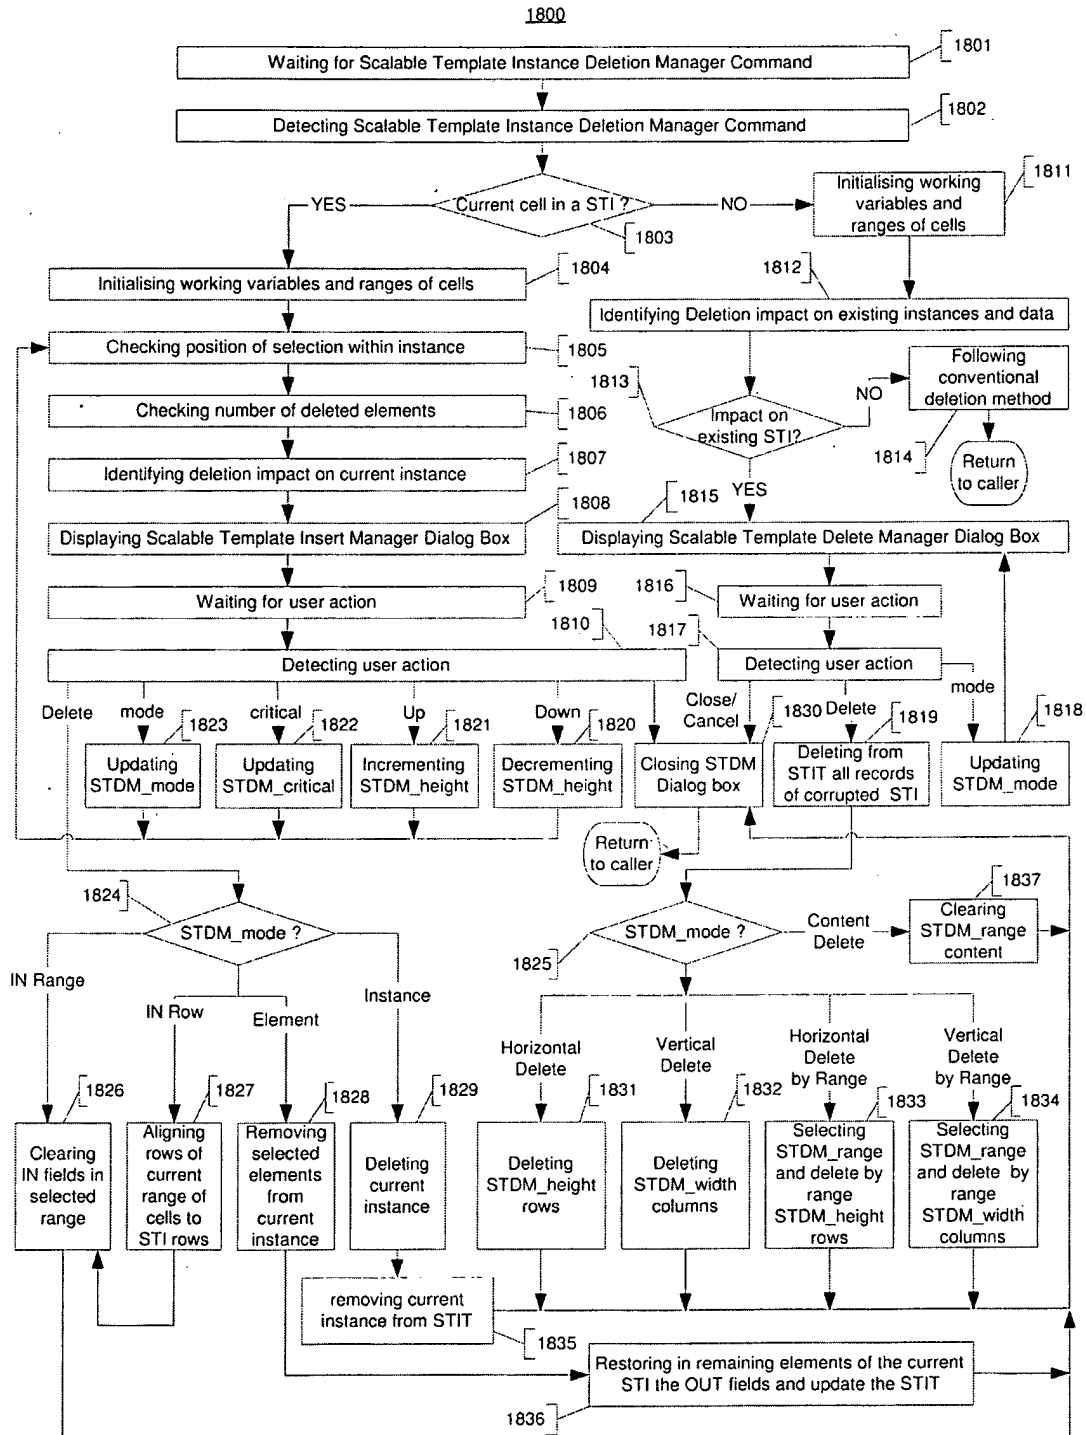 1800
1801
Waiting for Scalable Template Instance Deletion Manager Command
1802
Detecting Scalable Template Instance Deletion Manager Command
1811
Initialising working
variables and
ranges of cells
YES
Current cell in a STI ?
NO
1803
1804
Initialising working variables and ranges of cells
1812
Identifying Deletion impact on existing instances and data
Checking position of selection within instance
1805
1813
Following
conventional
deletion method
NO
Impact on
existing STI?
Checking number of deleted elements
1806
1814
Return
to caller
Identifying deletion impact on current instance
1807
YES
1808
1815
Displaying Scalable Template Insert Manager Dialog Box
Displaying Scalable Template Delete Manager Dialog Box
1809
1816
Waiting for user action
Waiting for user action
1810
1817
Detecting user action
Detecting user action
Delete
mode
critical
Up
Down
Close/
Cancel
Delete
mode
1823
1822
1821
1820
1830
1819
1818
Updating
STDM_mode
Updating
STDM_critical
Incrementing
STDM_height
Decrementing
STDM_height
Closing STDM
Dialog box
Deleting from
STIT all records
of corrupted STI
Updating
STDM_mode
Return
to caller
1824
STDM_mode ?
1825
STDM_mode ?
Content
Delete
1837
Clearing
STDM_range
content
IN Range
IN Row
Element
Instance
Horizontal
Delete
Vertical
Delete
Horizontal
Delete
by Range
Vertical
Delete
by Range
1826
1827
1828
1829
1831
1832
1833
1834
Clearing
IN fields in
selected
range
Aligning
rows of
current
range of
cells to
STI rows
Removing
selected
elements
from
current
instance
Deleting
current
instance
Deleting
STDM_height
rows
Deleting
STDM_width
columns
Selecting
STDM_range
and delete by
range
STDM_height
rows
Selecting
STDM_range
and delete by
range
STDM_width
columns
removing current
instance from STIT
1835
Restoring in remaining elements of the current
STI the OUT fields and update the STIT
1836